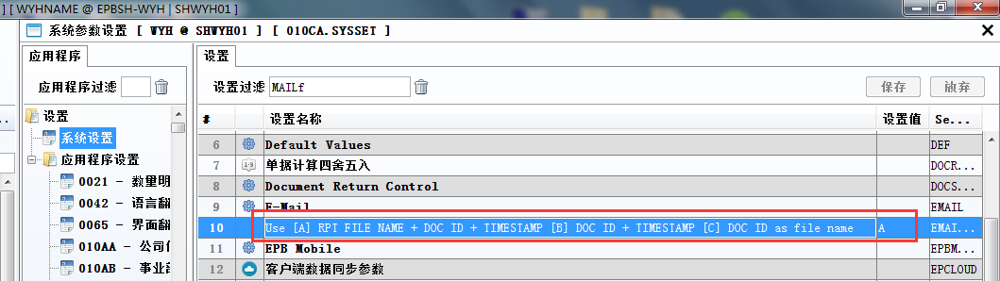 ] [ WYHNAME @ EPBSH-WYH | SHWYH01 ]
系统参数设置 [ WYH @ SHWYH01 ] [ 010CA.SYSSET ]
应用程序
设置
应用程序过滤
设置过滤 MAILf
保存
放弃
设置
系统设置
应用程序设置
0021 - 数量明
0042 - 语言翻
0065 - 界面翻
010AA - 公司
010AB - 事业部
# 设置名称 设置值 Se...
6 Default Values DEF
7 单据计算四舍五入 DOCR...
8 Document Return Control DOCS...
9 E-Mail EMAIL
10 Use [A] RPT FILE NAME + DOC ID + TIMESTAMP [B] DOC ID + TIMESTAMP [C] DOC ID as file name A EMAI...
11 EPB Mobile EPBM...
12 客户端数据同步参数 EPCLOUD